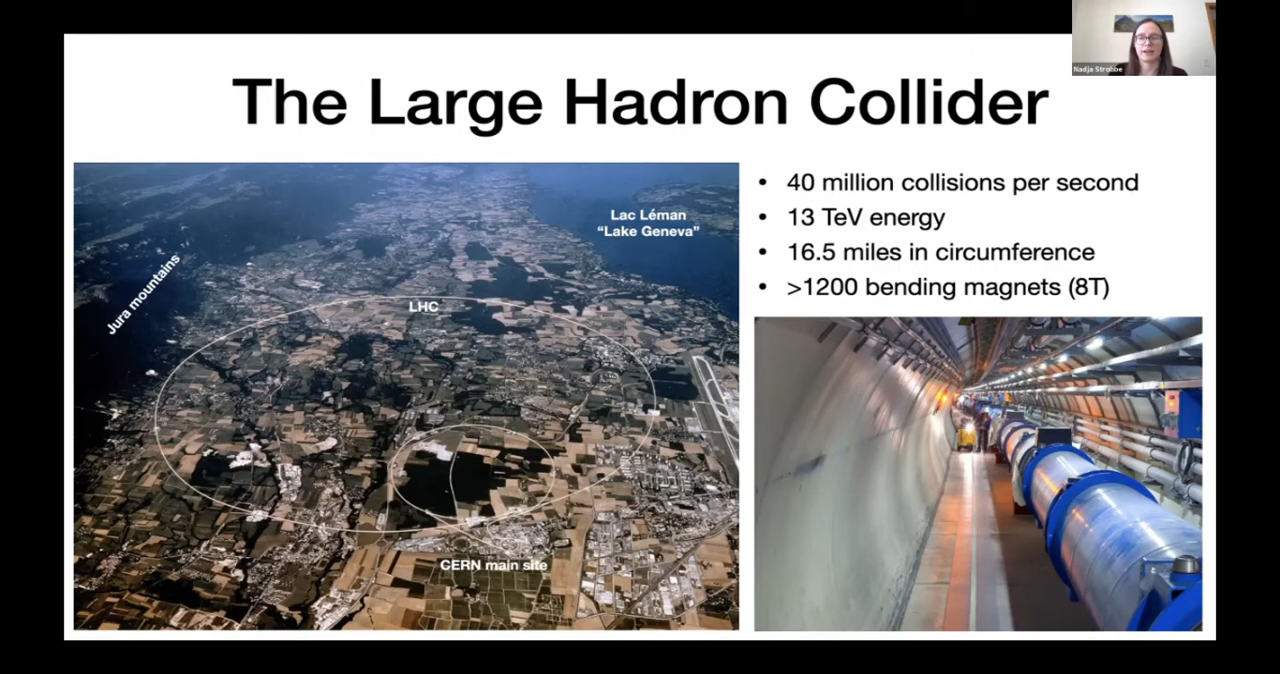 Nadja Strobbe
The Large Hadron Collider
Lac Léman
“Lake Geneva”
Jura mountains
LHC
CERN main site
• 40 million collisions per second
• 13 TeV energy
• 16.5 miles in circumference
• >1200 bending magnets (8T)